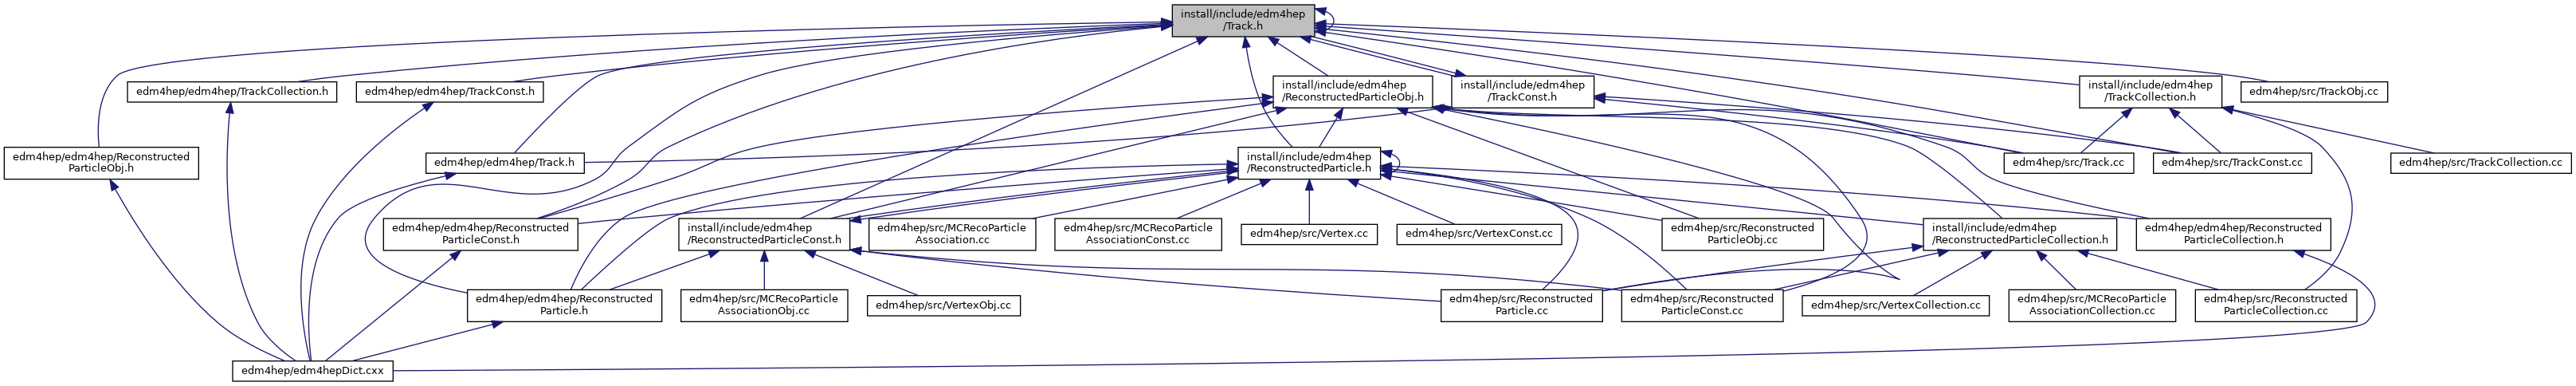 install/include/edm4hep
/Track.h
edm4hep/edm4hep/TrackCollection.h
edm4hep/edm4hep/TrackConst.h
install/include/edm4hep
/ReconstructedParticleObj.h
install/include/edm4hep
/TrackConst.h
install/include/edm4hep
/TrackCollection.h
edm4hep/src/TrackObj.cc
edm4hep/edm4hep/Reconstructed
ParticleObj.h
edm4hep/edm4hep/Track.h
install/include/edm4hep
/ReconstructedParticle.h
edm4hep/src/Track.cc
edm4hep/src/TrackConst.cc
edm4hep/src/TrackCollection.cc
edm4hep/edm4hep/Reconstructed
ParticleConst.h
install/include/edm4hep
/ReconstructedParticleConst.h
edm4hep/src/MCRecoParticle
Association.cc
edm4hep/src/MCRecoParticle
AssociationConst.cc
edm4hep/src/Vertex.cc
edm4hep/src/VertexConst.cc
edm4hep/src/Reconstructed
ParticleObj.cc
install/include/edm4hep
/ReconstructedParticleCollection.h
edm4hep/edm4hep/Reconstructed
ParticleCollection.h
edm4hep/edm4hep/Reconstructed
Particle.h
edm4hep/src/MCRecoParticle
AssociationObj.cc
edm4hep/src/VertexObj.cc
edm4hep/src/Reconstructed
Particle.cc
edm4hep/src/Reconstructed
ParticleConst.cc
edm4hep/src/VertexCollection.cc
edm4hep/src/MCRecoParticle
AssociationCollection.cc
edm4hep/src/Reconstructed
ParticleCollection.cc
edm4hep/edm4hepDict.cxx